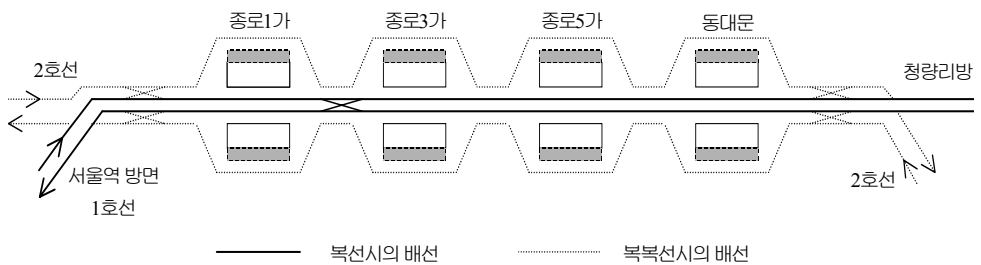 종로1가 종로3가 종로5가 동대문
2호선 청량리방
서울역 방면 2호선
1호선
복선시의 배선 복복선시의 배선